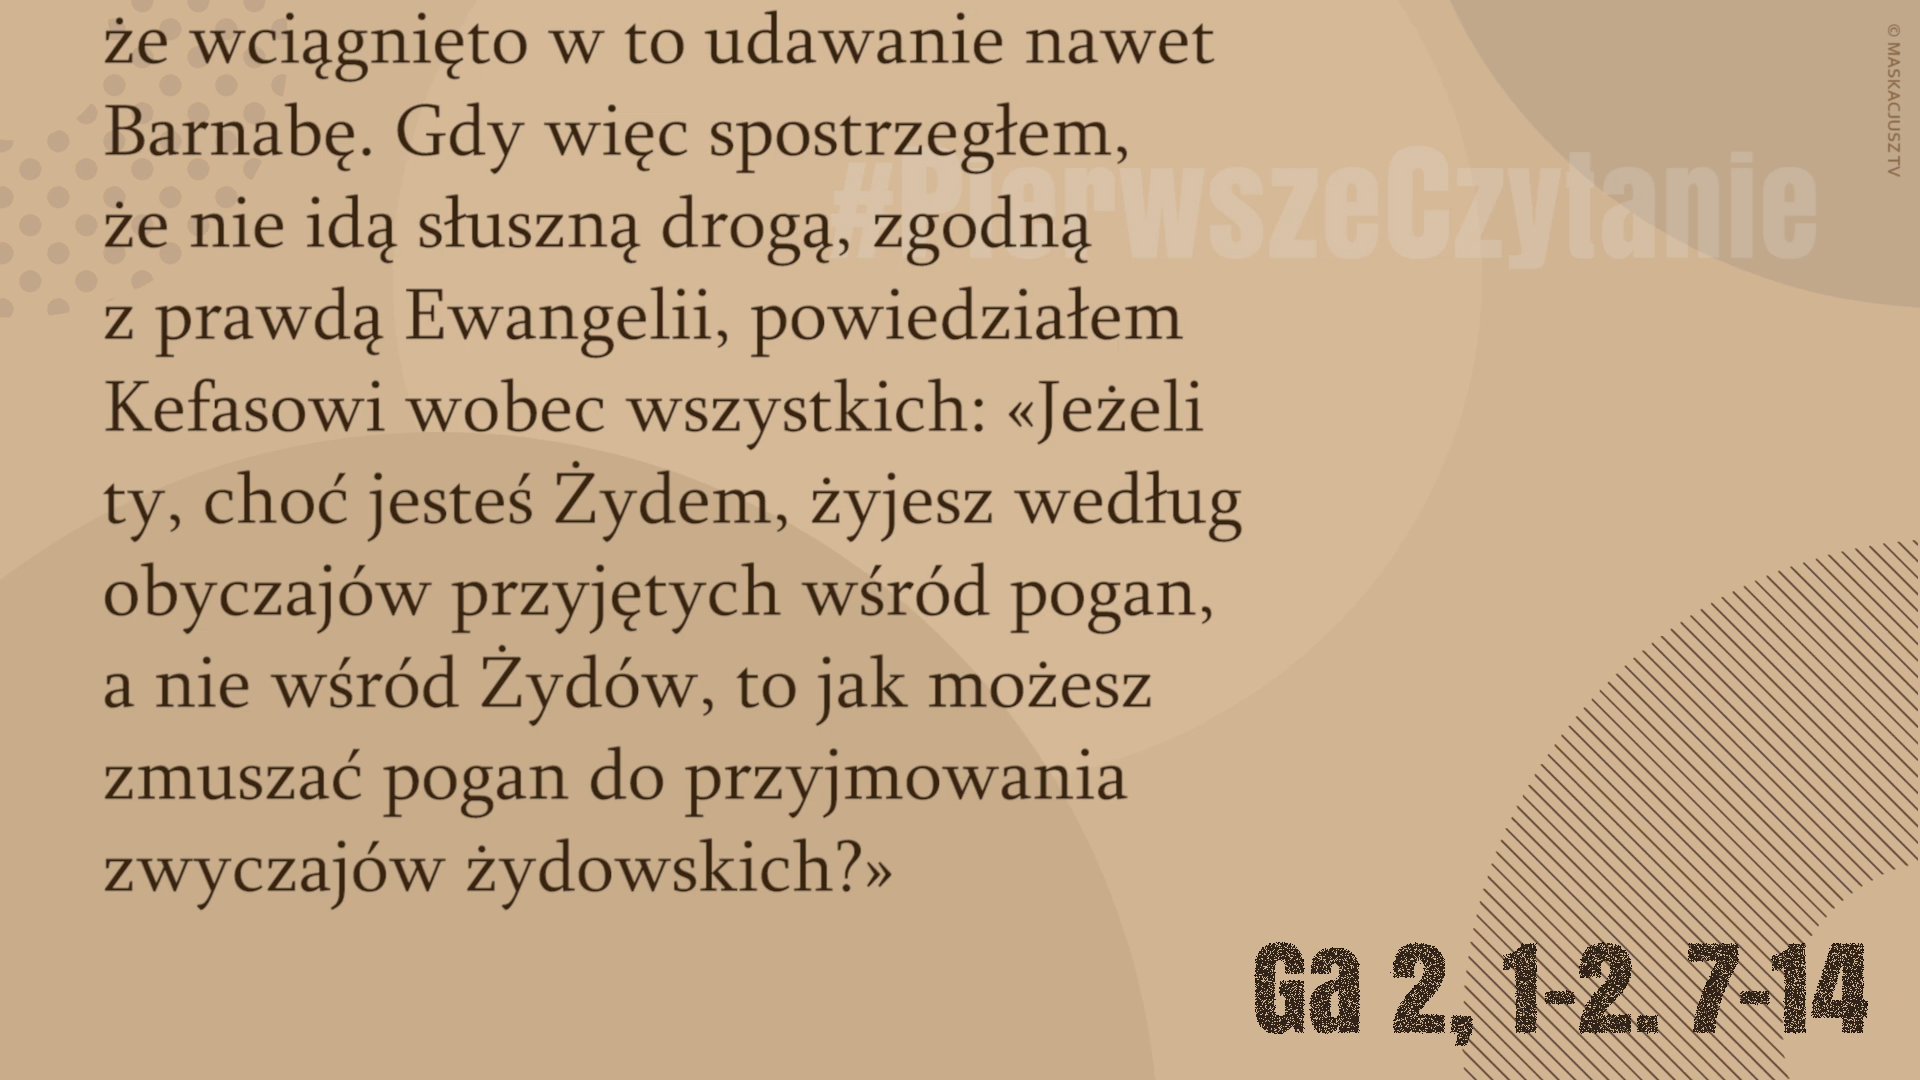 że wciągnięto w to udawanie nawet
Barnabę. Gdy więc spostrzegłem,
że nie idą słuszną drogą, zgodną
z prawdą Ewangelii, powiedziałem
Kefasowi wobec wszystkich: «Jeżeli
ty, choć jesteś Żydem, żyjesz według
obyczajów przyjętych wśród pogan,
a nie wśród Żydów, to jak możesz
zmuszać pogan do przyjmowania
zwyczajów żydowskich?»
#PierwszeCzytanie
© MASKACJUSZ TV
Ga 2, 1-2. 7-14